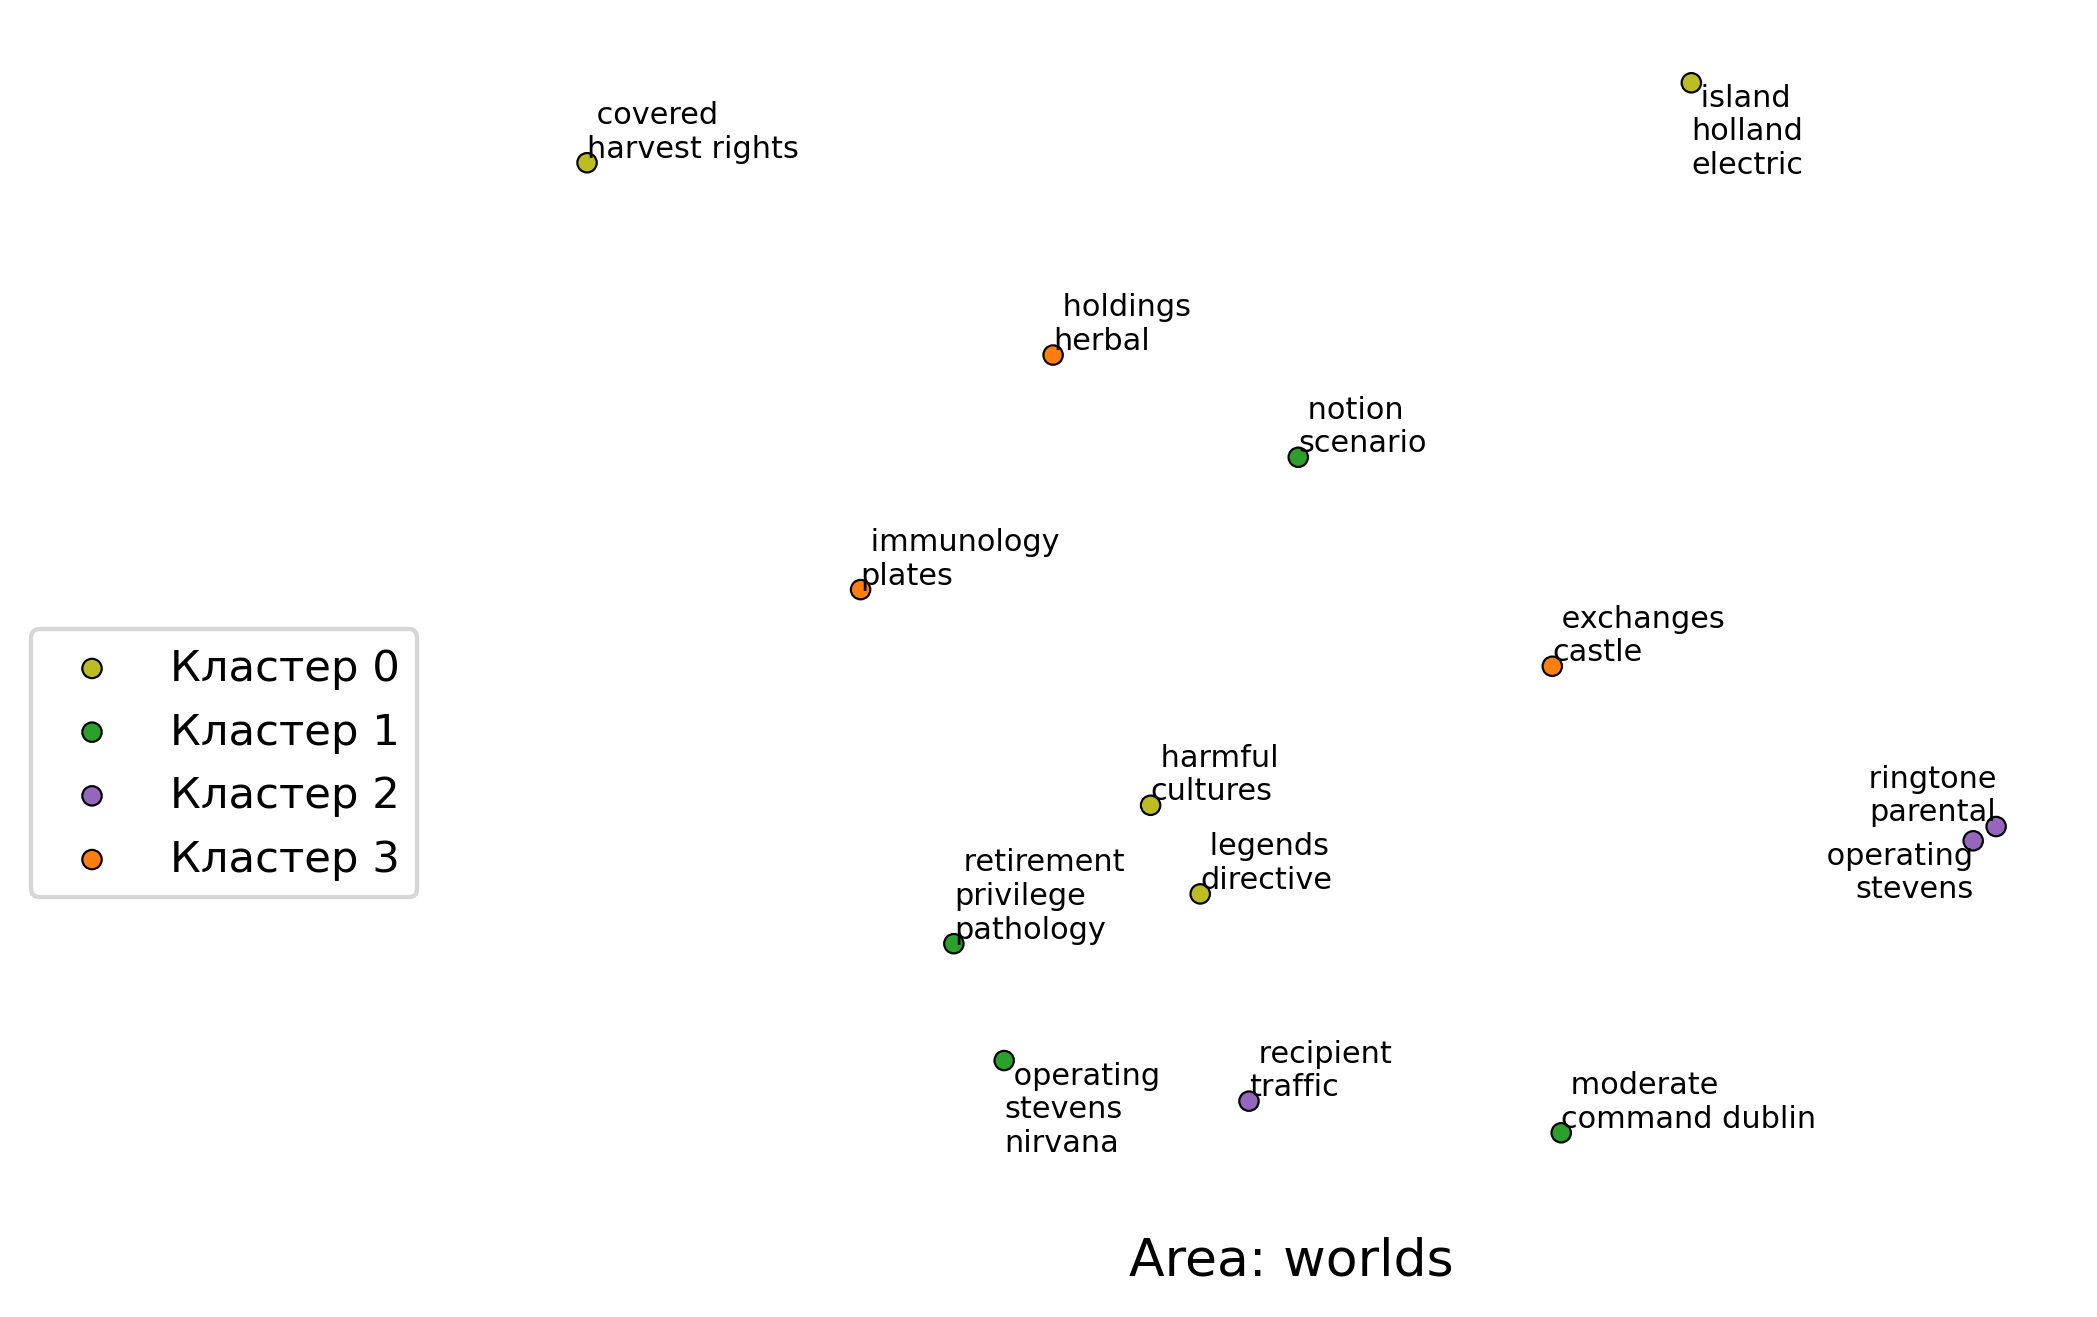 covered
harvest rights
island
holland
electric
holdings
herbal
notion
scenario
immunology
plates
exchanges
castle
Кластер 0
Кластер 1
Кластер 2
Кластер 3
harmful
cultures
ringtone
parental
operating
stevens
legends
directive
retirement
privilege
pathology
operating
stevens
nirvana
recipient
traffic
moderate
command dublin
Area: worlds